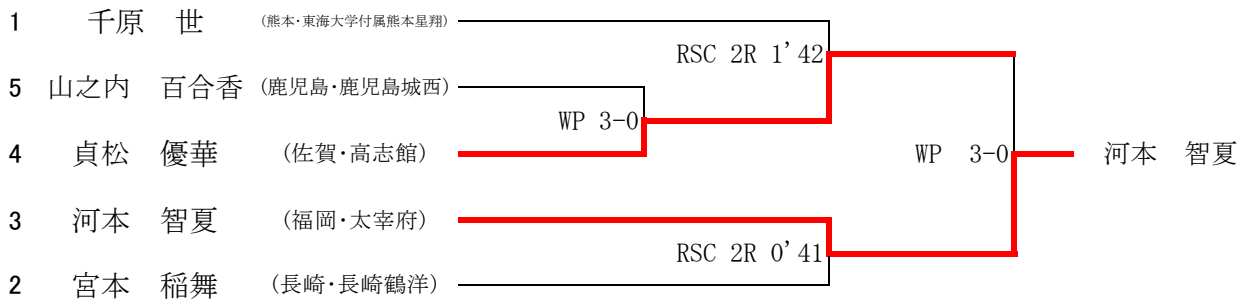 1 千原 世 (熊本・東海大学付属熊本星翔)
RSC 2R 1'42
5 山之内 百合香 (鹿児島・鹿児島城西)
WP 3-0
4 貞松 優華 (佐賀・高志館)
WP 3-0
河本 智夏
3 河本 智夏 (福岡・太宰府)
RSC 2R 0'41
2 宮本 稲舞 (長崎・長崎鶴洋)